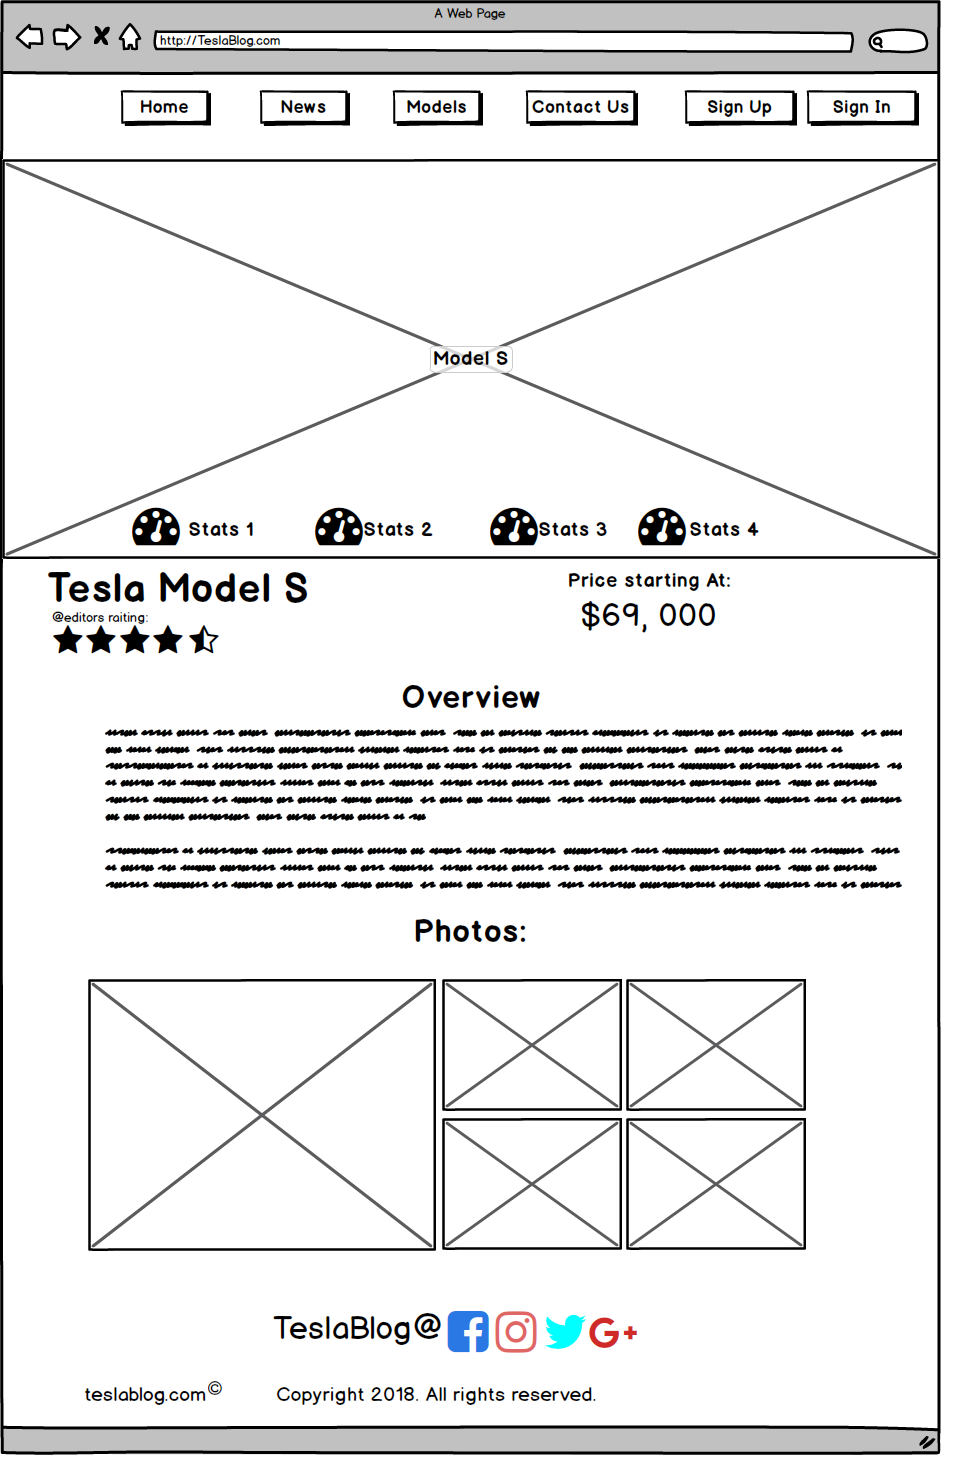 A Web Page
http://TeslaBlog.com
Home News Models Contact Us Sign Up Sign In
Model S
Stats 1 Stats 2 Stats 3 Stats 4
Tesla Model S
Price starting At:
@editors raiting:
$69, 000
Overview
Photos:
TeslaBlog@
teslablog.com© Copyright 2018. All rights reserved.